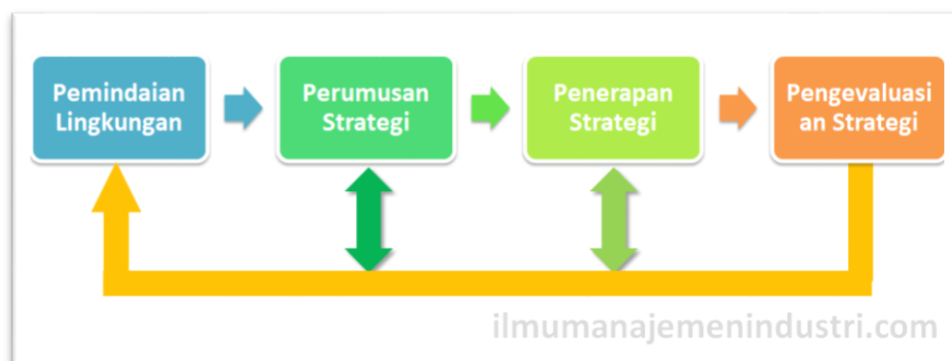 Pemindaian
Lingkungan
Perumusan
Strategi
Penerapan
Strategi
Pengevaluasi
an Strategi
ilmumanajemenindustri.com